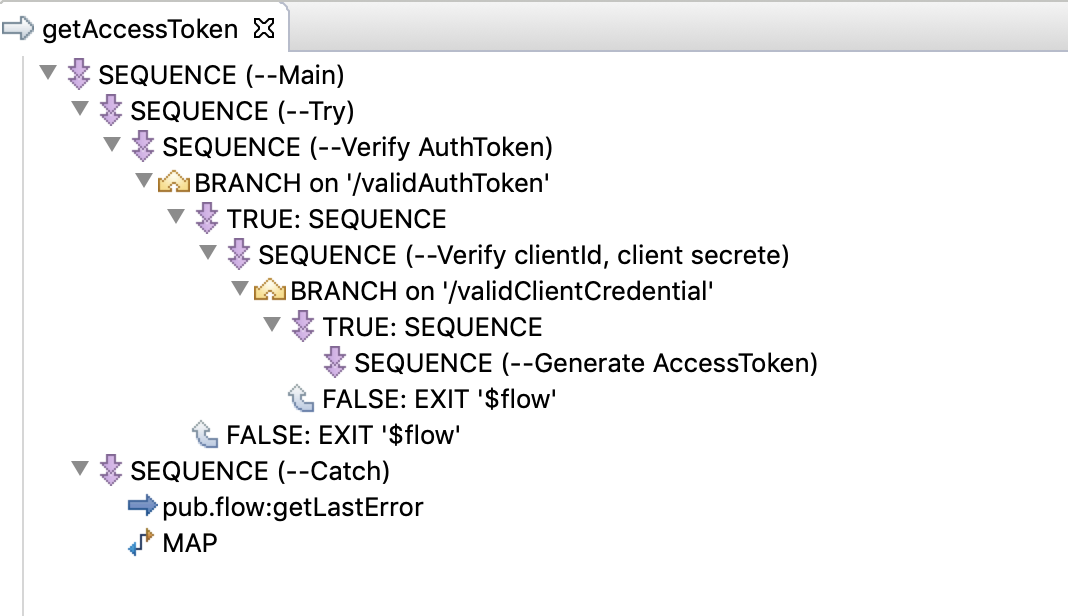 getAccessToken
SEQUENCE (--Main)
SEQUENCE (--Try)
SEQUENCE (--Verify AuthToken)
BRANCH on '/validAuthToken'
TRUE: SEQUENCE
SEQUENCE (--Verify clientId, client secrete)
BRANCH on '/validClientCredential'
TRUE: SEQUENCE
SEQUENCE (--Generate AccessToken)
FALSE: EXIT '$flow'
FALSE: EXIT '$flow'
SEQUENCE (--Catch)
pub.flow:getLastError
MAP